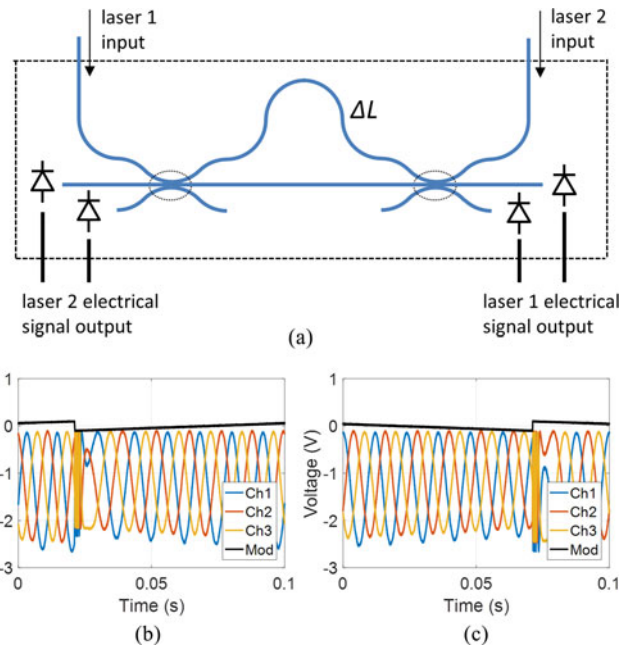 laser 1
input
laser 2
input
ΔL
laser 2 electrical
signal output
laser 1 electrical
signal output
(a)
1
0
-1
-2
-3
Ch1
Ch2
Ch3
Mod
0
0.05
0.1
Time (s)
(b)
Voltage (V)
1
0
-1
-2
-3
Ch1
Ch2
Ch3
Mod
0
0.05
0.1
Time (s)
(c)